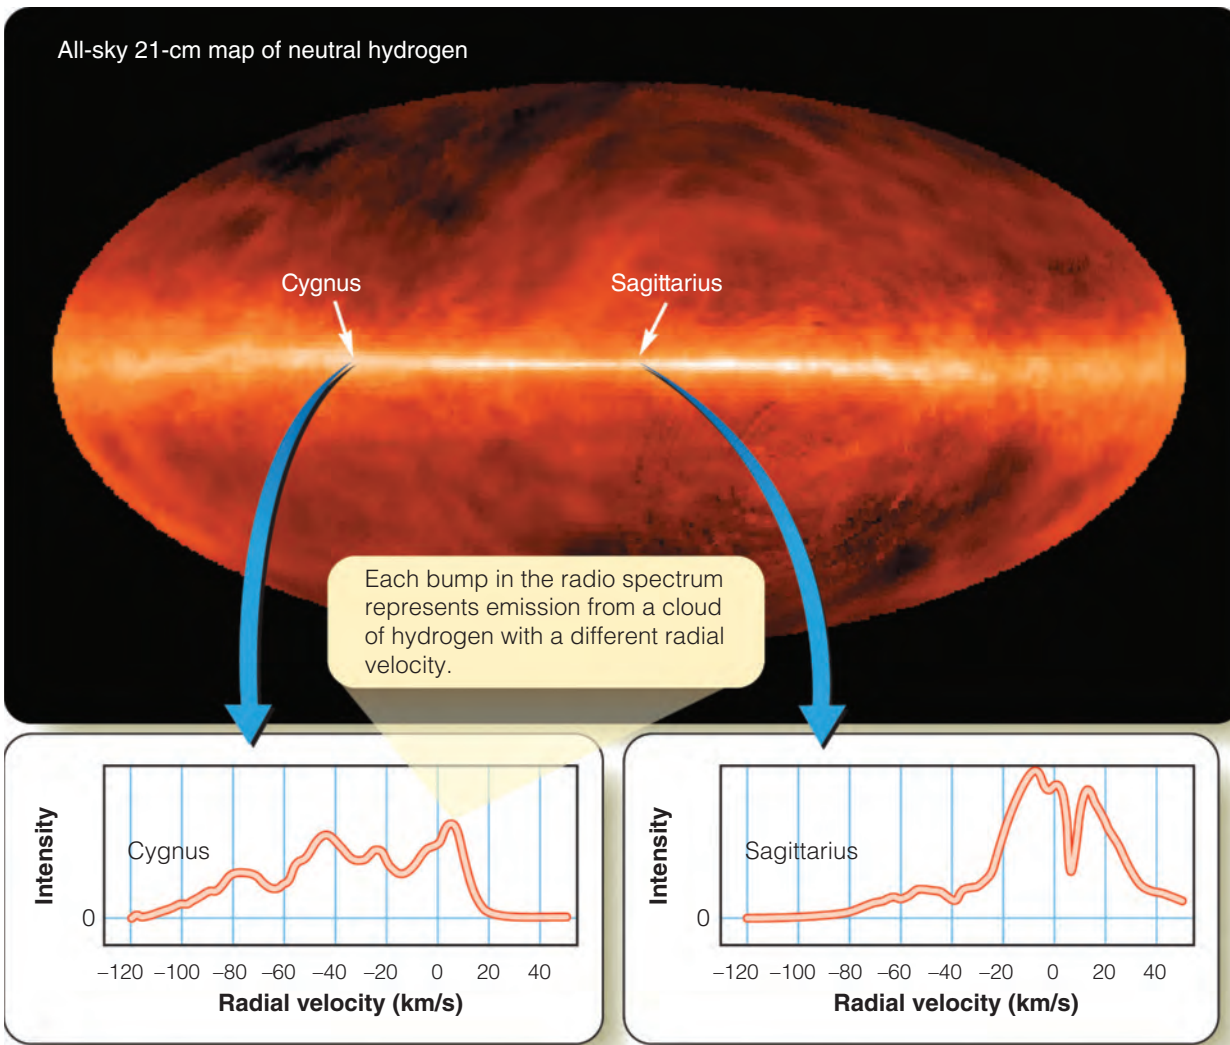 All-sky 21-cm map of neutral hydrogen
Cygnus
Sagittarius
Each bump in the radio spectrum
represents emission from a cloud
of hydrogen with a different radial
velocity.
Intensity
Cygnus
0
–120 –100 –80 –60 –40 –20 0 20 40
Radial velocity (km/s)
Intensity
Sagittarius
0
–120 –100 –80 –60 –40 –20 0 20 40
Radial velocity (km/s)